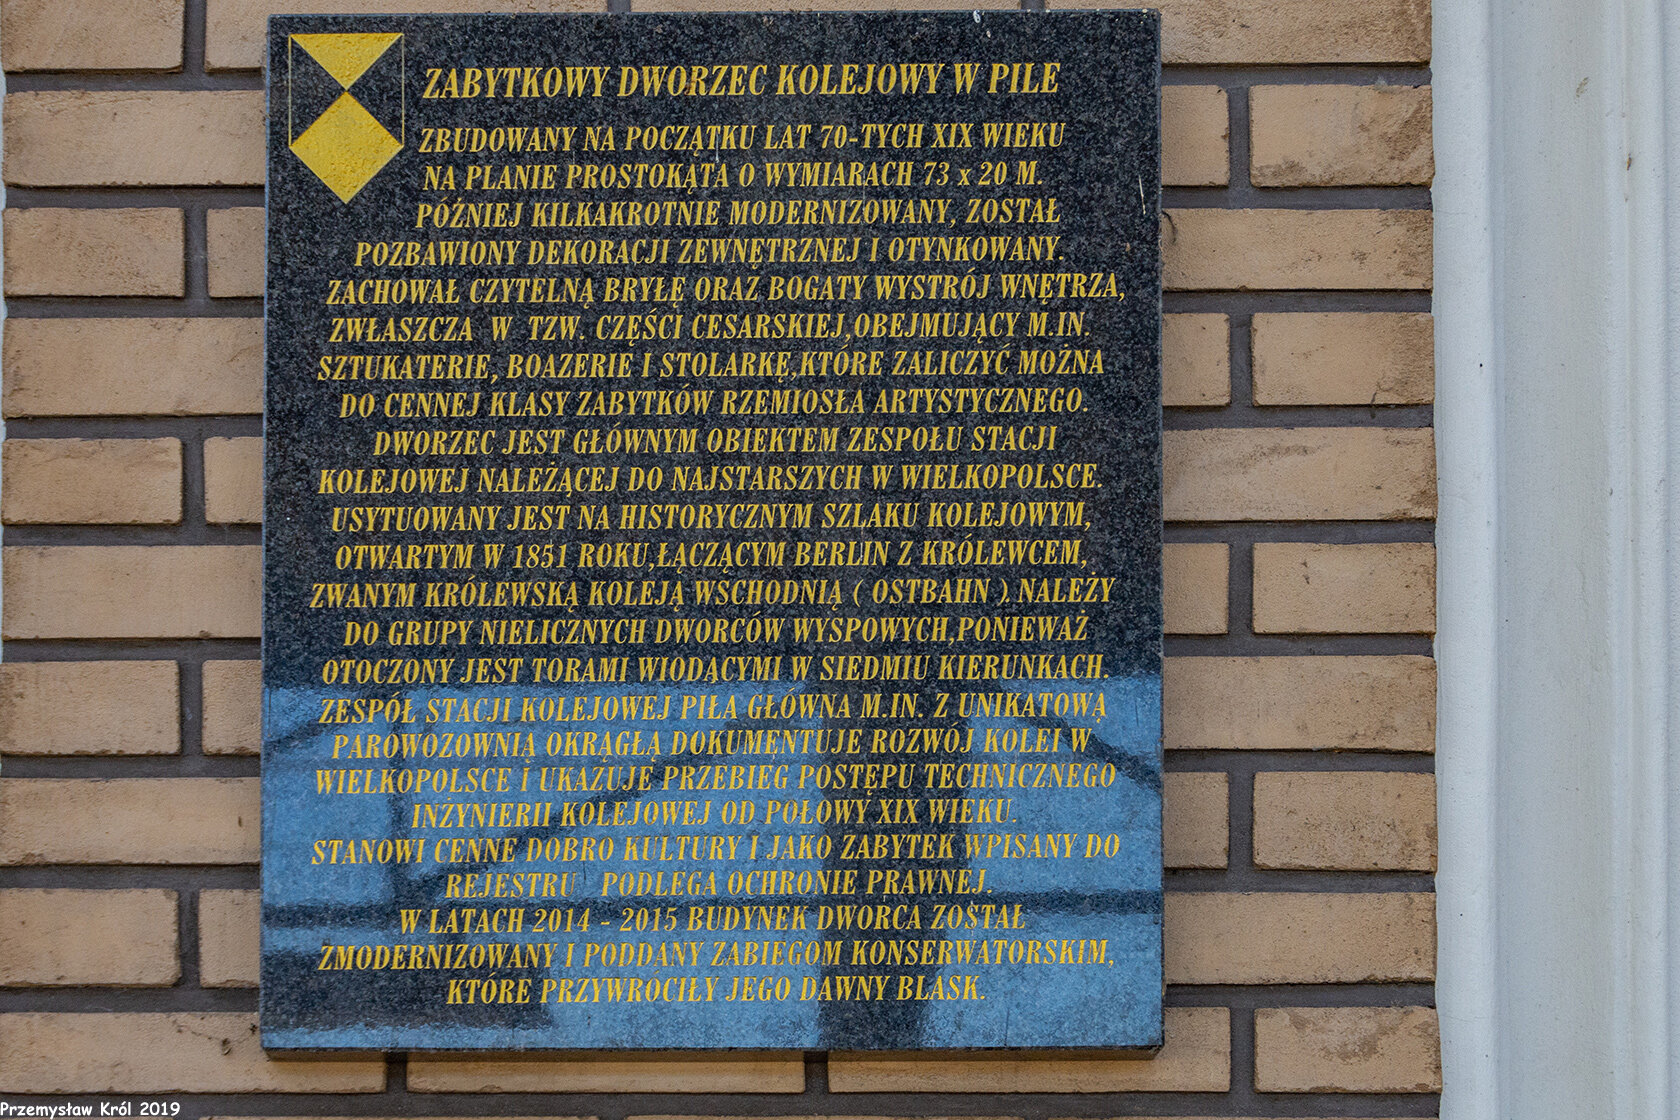 ZABYTKOWY DWORZEC KOLEJOWY W PILE
ZBUDOWANY NA POCZĄTKU LAT 70-TYCH XIX WIEKU
NA PLANIE PROSTOKĄTA O WYMIARACH 73 x 20 M.
PÓŹNIEJ KILKAKROTNIE MODERNIZOWANY, ZOSTAŁ
POZBAWIONY DEKORACJI ZEWNĘTRZNEJ I OTYNKOWANY.
ZACHOWAŁ CZYTELNĄ BRYŁĘ ORAZ BOGATY WYSTRÓJ WNĘTRZA,
ZWŁASZCZA W TZW. CZĘŚCI CESARSKIEJ,OBEJMUJĄCY M.IN.
SZTUKATERIE, BOAZERIE I STOLARKĘ,KTÓRE ZALICZYĆ MOŻNA
DO CENNEJ KLASY ZABYTKÓW RZEMIOSŁA ARTYSTYCZNEGO.
DWORZEC JEST GŁÓWNYM OBIEKTEM ZESPOŁU STACJI
KOLEJOWEJ NALEŻĄCEJ DO NAJSTARSZYCH W WIELKOPOLSCE.
USYTUOWANY JEST NA HISTORYCZNYM SZLAKU KOLEJOWYM,
OTWARTYM W 1851 ROKU,ŁĄCZĄCYM BERLIN Z KRÓLEWCEM,
ZWANYM KRÓLEWSKĄ KOLEJĄ WSCHODNIĄ ( OSTBAHN ). NALEŻY
DO GRUPY NIELICZNYCH DWORCÓW WYSPOWYCH,PONIEWAŻ
OTOCZONY JEST TORAMI WIODĄCYMI W SIEDMIU KIERUNKACH.
ZESPÓŁ STACJI KOLEJOWEJ PIŁA GŁÓWNA M.IN. Z UNIKATOWĄ
PAROWOZOWNIĄ OKRĄGŁĄ DOKUMENTUJE ROZWÓJ KOLEI W
WIELKOPOLSCE I UKAZUJE PRZEBIEG POSTĘPU TECHNICZNEGO
INŻYNIERII KOLEJOWEJ OD POŁOWY XIX WIEKU.
STANOWI CENNE DOBRO KULTURY I JAKO ZABYTEK WPISANY DO
REJESTRU PODLEGA OCHRONIE PRAWNEJ.
W LATACH 2014 - 2015 BUDYNEK DWORCA ZOSTAŁ
ZMODERNIZOWANY I PODDANY ZABIEGOM KONSERWATORSKIM,
KTÓRE PRZYWROCIŁY JEGO DAWNY BLASK.
Przemysław Król 2019